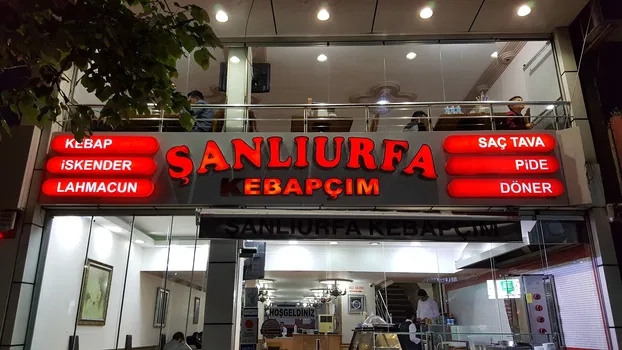 KEBAP
İSKENDER
LAHMACUN
ŞANLIURFA
KEBAPÇIM
SAÇ TAVA
PİDE
DÖNER
ŞANLIURFA KEBAPÇIM
HOŞGELDİNİZ